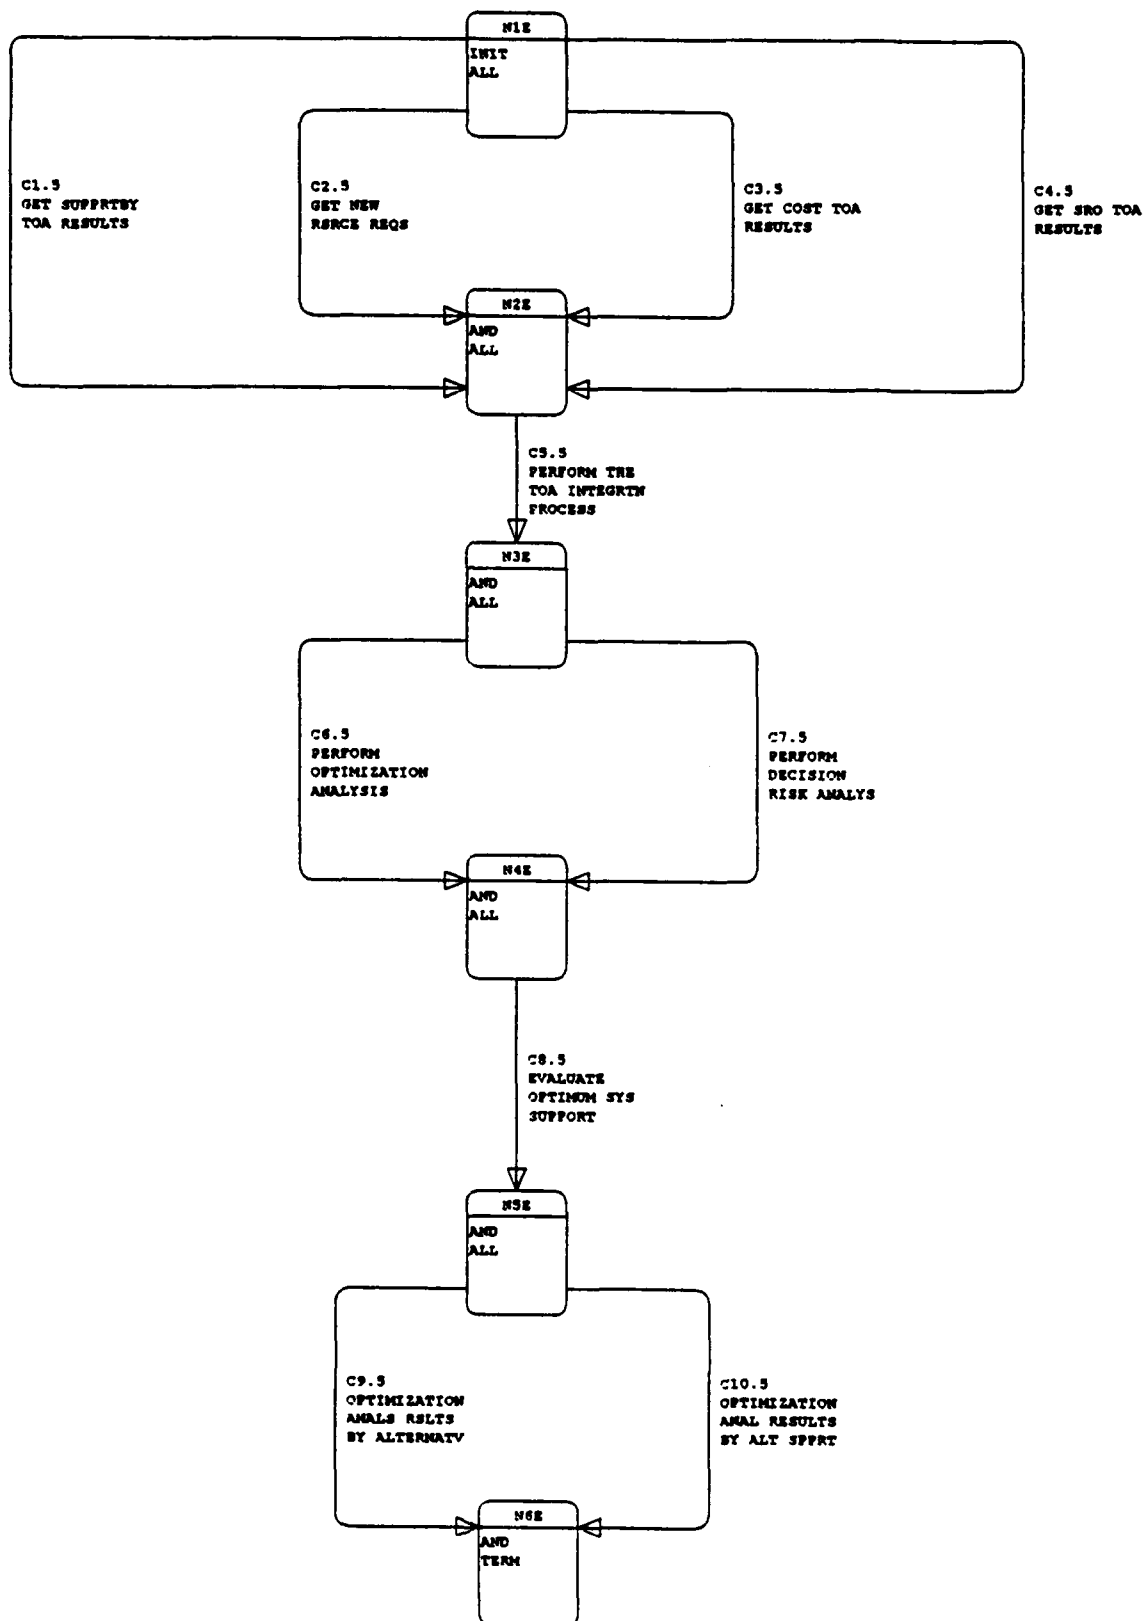 N1E
INIT
ALL
C1.5
GET SUPPRTBY
TOA RESULTS
C2.5
GET NEW
RSRCE REQS
C3.5
GET COST TOA
RESULTS
C4.5
GET SRO TOA
RESULTS
N2E
AND
ALL
C5.5
PERFORM THE
TOA INTEGRTN
PROCESS
N3E
AND
ALL
C6.5
PERFORM
OPTIMIZATION
ANALYSIS
C7.5
PERFORM
DECISION
RISK ANALYS
N4E
AND
ALL
C8.5
EVALUATE
OPTIMUM SYS
SUPPORT
N5E
AND
ALL
C9.5
OPTIMIZATION
ANALS RSLTS
BY ALTERNATV
C10.5
OPTIMIZATION
ANAL RESULTS
BY ALT SPPRT
N6E
AND
TERM